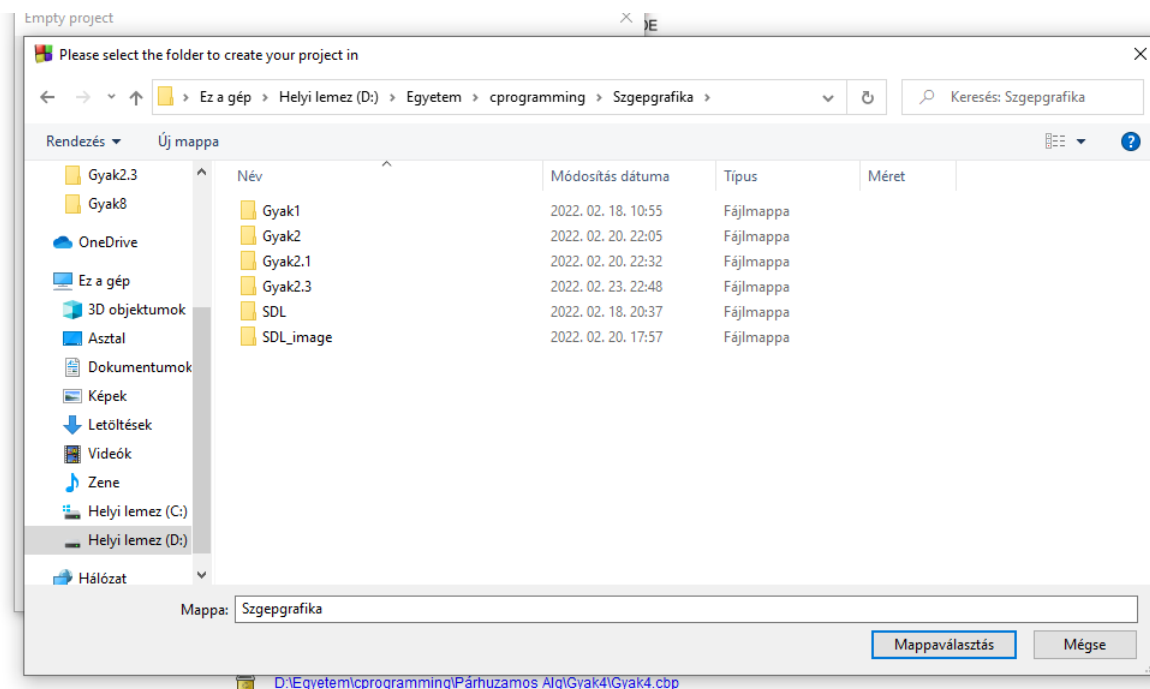 Empty project
DE
Please select the folder to create your project in
Ez a gép > Helyi lemez (D:) > Egyetem > cprogramming > Szgepgrafika >
Keresés: Szgepgrafika
Rendezés Új mappa
Gyak2.3
Gyak8
OneDrive
Ez a gép
3D objektumok
Asztal
Dokumentumok
Képek
Letöltések
Videók
Zene
Helyi lemez (C:)
Helyi lemez (D:)
Hálózat
Név Módosítás dátuma Típus Méret
Gyak1 2022. 02. 18. 10:55 Fájlmappa
Gyak2 2022. 02. 20. 22:05 Fájlmappa
Gyak2.1 2022. 02. 20. 22:32 Fájlmappa
Gyak2.3 2022. 02. 23. 22:48 Fájlmappa
SDL 2022. 02. 18. 20:37 Fájlmappa
SDL_image 2022. 02. 20. 17:57 Fájlmappa
Mappa: Szgepgrafika
Mappaválasztás Mégse
D:\Egyetem\cprogramming\Párhuzamos Alg\Gyak4\Gyak4.cbp